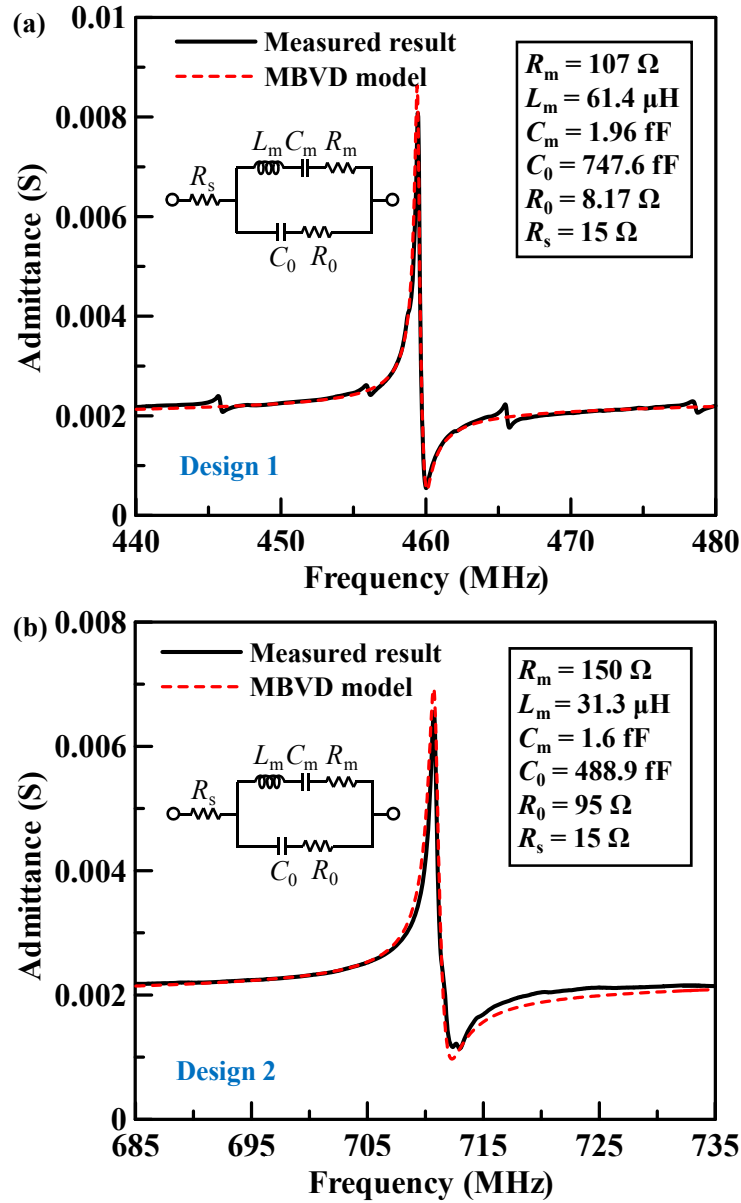 (a)
0.01
0.008
0.006
0.004
0.002
0
Admittance (S)
Measured result
MBVD model
Lm Cm Rm
Rs
C0 R0
Rm = 107 Ω
Lm = 61.4 μH
Cm = 1.96 fF
C0 = 747.6 fF
R0 = 8.17 Ω
Rs = 15 Ω
Design 1
440 450 460 470 480
Frequency (MHz)
(b)
0.008
0.006
0.004
0.002
0
Admittance (S)
Measured result
MBVD model
Lm Cm Rm
Rs
C0 R0
Rm = 150 Ω
Lm = 31.3 μH
Cm = 1.6 fF
C0 = 488.9 fF
R0 = 95 Ω
Rs = 15 Ω
Design 2
685 695 705 715 725 735
Frequency (MHz)